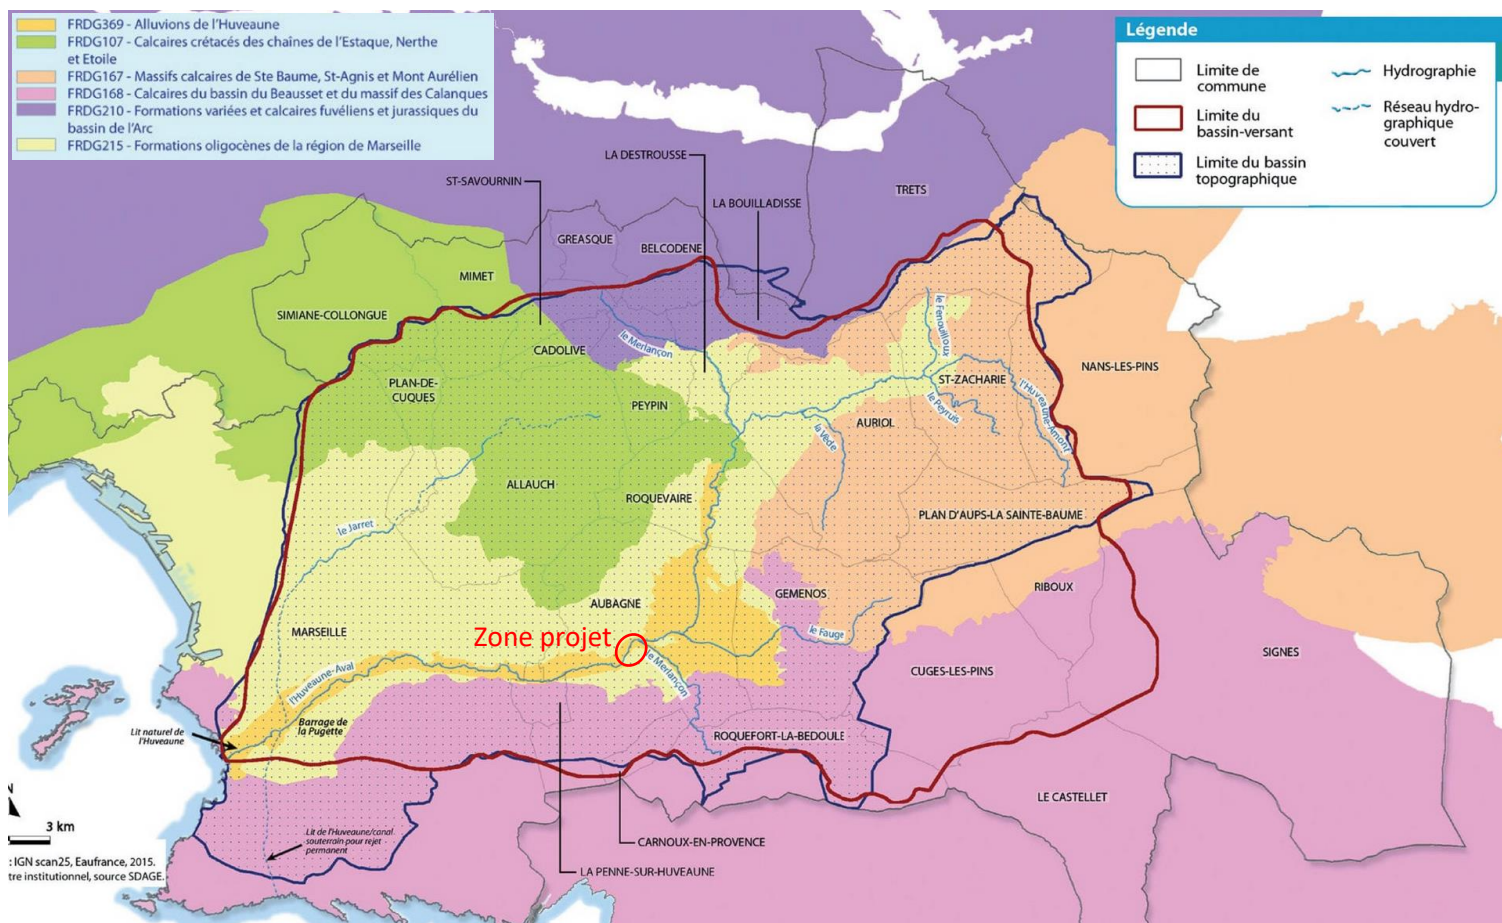 FRDG369 - Alluvions de l'Huveaune
FRDG107 - Calcaires crétacés des chaînes de l'Estaque, Nerthe
et Etoile
FRDG167 - Massifs calcaires de Ste Baume, St-Agnis et Mont Aurélien
FRDG168 - Calcaires du bassin du Beausset et du massif des Calanques
FRDG210 - Formations variées et calcaires fuvéliens et jurassiques du
bassin de l'Arc
FRDG215 - Formations oligocènes de la région de Marseille
Légende
Limite de
commune
Limite du
bassin-versant
Limite du bassin
topographique
Hydrographie
Réseau hydro-
graphique
couvert
LA DESTROUSSE
ST-SAVOURNIN
LA BOUILLADISSE
TRETS
GREASQUE
BELCODENE
MIMET
SIMIANE-COLLONGUE
le Merlançon
le Fenouilloux
CADOLIVE
NANS-LES-PINS
PLAN-DE-
CUQUES
ST-ZACHARIE
l'Huveaune-Amont
PEYPIN
le Peyruis
AURIOL
la Vède
ALLAUCH
ROQUEVAIRE
PLAN D'AUPS-LA SAINTE-BAUME
le Jarret
AUBAGNE
GEMENOS
RIBOUX
MARSEILLE
Zone projet
le Fauge
le Merlançon
SIGNES
CUGES-LES-PINS
l'Huveaune-Aval
Barrage de
la Pugette
Lit naturel de
l'Huveaune
ROQUEFORT-LA-BEDOULE
LE CASTELLET
N
3 km
Lit de l'Huveaune/canal
souterrain pour rejet
permanent
CARNOUX-EN-PROVENCE
: IGN scan25, Eaufrance, 2015.
tre institutionnel, source SDAGE.
LA PENNE-SUR-HUVEAUNE